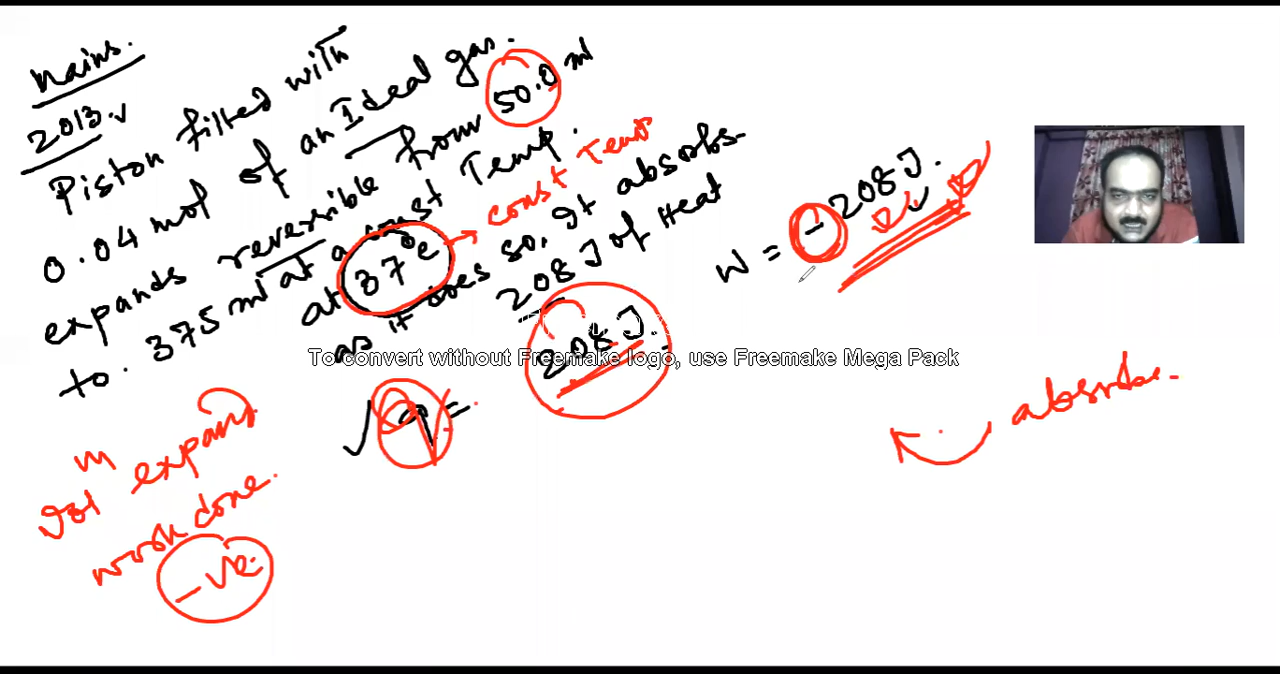 Mains.
2013.
Piston filled with
0.04 mol of an Ideal gas.
expands reversible from 50.0 ml
to 375 ml at a const Temp.
at 37°c → const Temp
as it does so, It absorbs
208 J of Heat
q = 208 J.
W = -208 J.
To convert without Freemake logo, use Freemake Mega Pack
absorbs
vol expand
work done.
-ve.